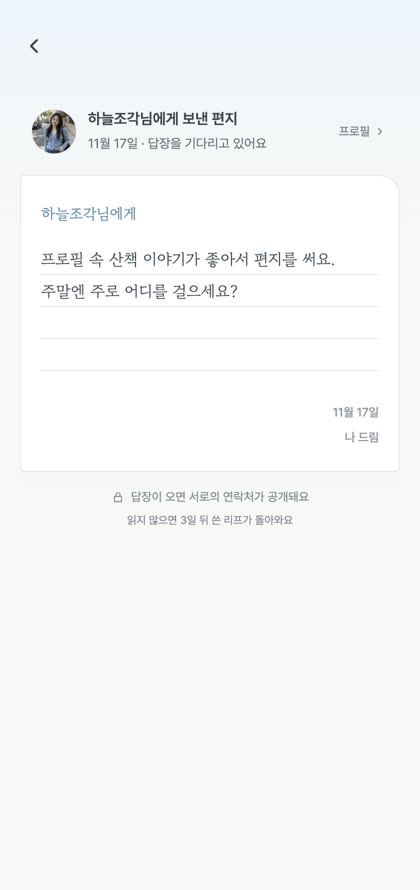 하늘조각님에게 보낸 편지
11월 17일 · 답장을 기다리고 있어요
프로필
하늘조각님에게
프로필 속 산책 이야기가 좋아서 편지를 써요.
주말엔 주로 어디를 걸으세요?
11월 17일
나 드림
답장이 오면 서로의 연락처가 공개돼요
읽지 않으면 3일 뒤 쓴 리프가 돌아와요